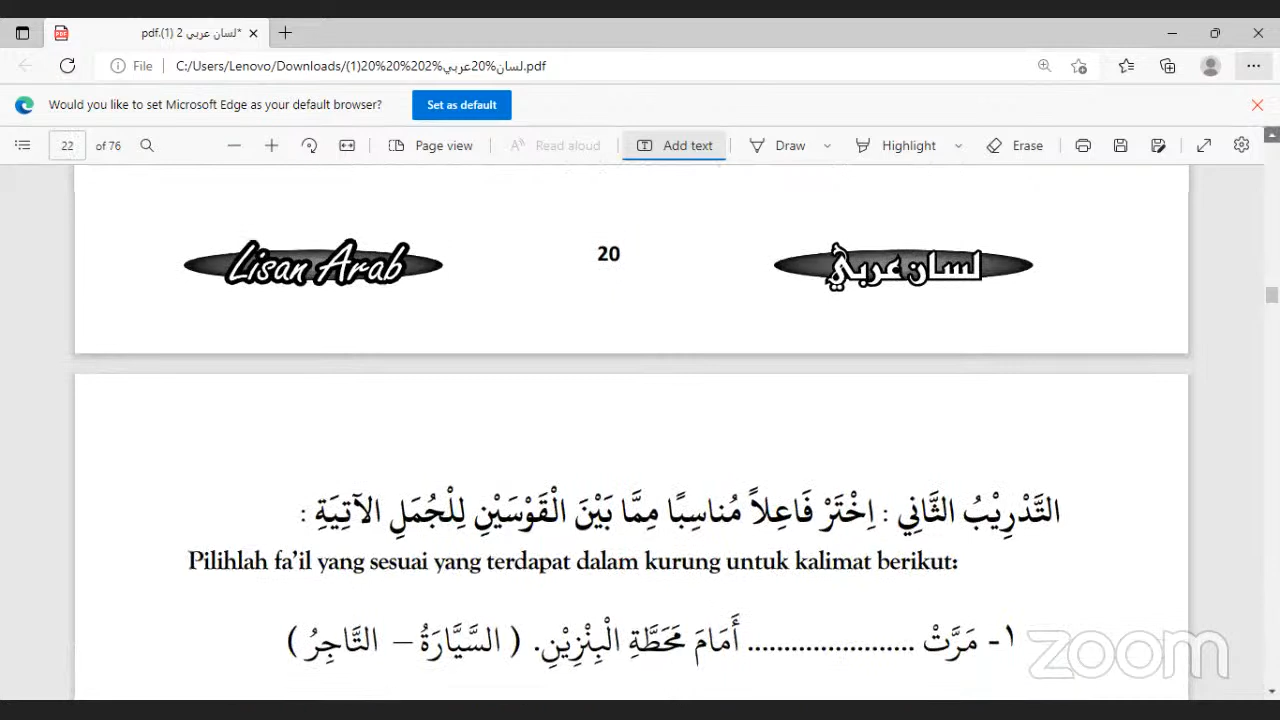 لسان عربي 2 (1).pdf*
File
C:/Users/Lenovo/Downloads/لسان%20عربي%202%20%20(1).pdf
Would you like to set Microsoft Edge as your default browser?
Set as default
22
of 76
Page view
Read aloud
Add text
Draw
Highlight
Erase
Lisan Arab
20
لسان عربي
التَّدْرِيْبُ الثَّانِي : اِخْتَرْ فَاعِلاً مُنَاسِبًا مِمَّا بَيْنَ الْقَوْسَيْنِ لِلْجُمَلِ الآتِيَةِ :
Pilihlah fa’il yang sesuai yang terdapat dalam kurung untuk kalimat berikut:
١- مَرَّتْ ....................... أَمَامَ مَحَطَّةِ الْبِنْزِيْنِ. ( السَّيَّارَةُ – التَّاجِرُ )
zoom